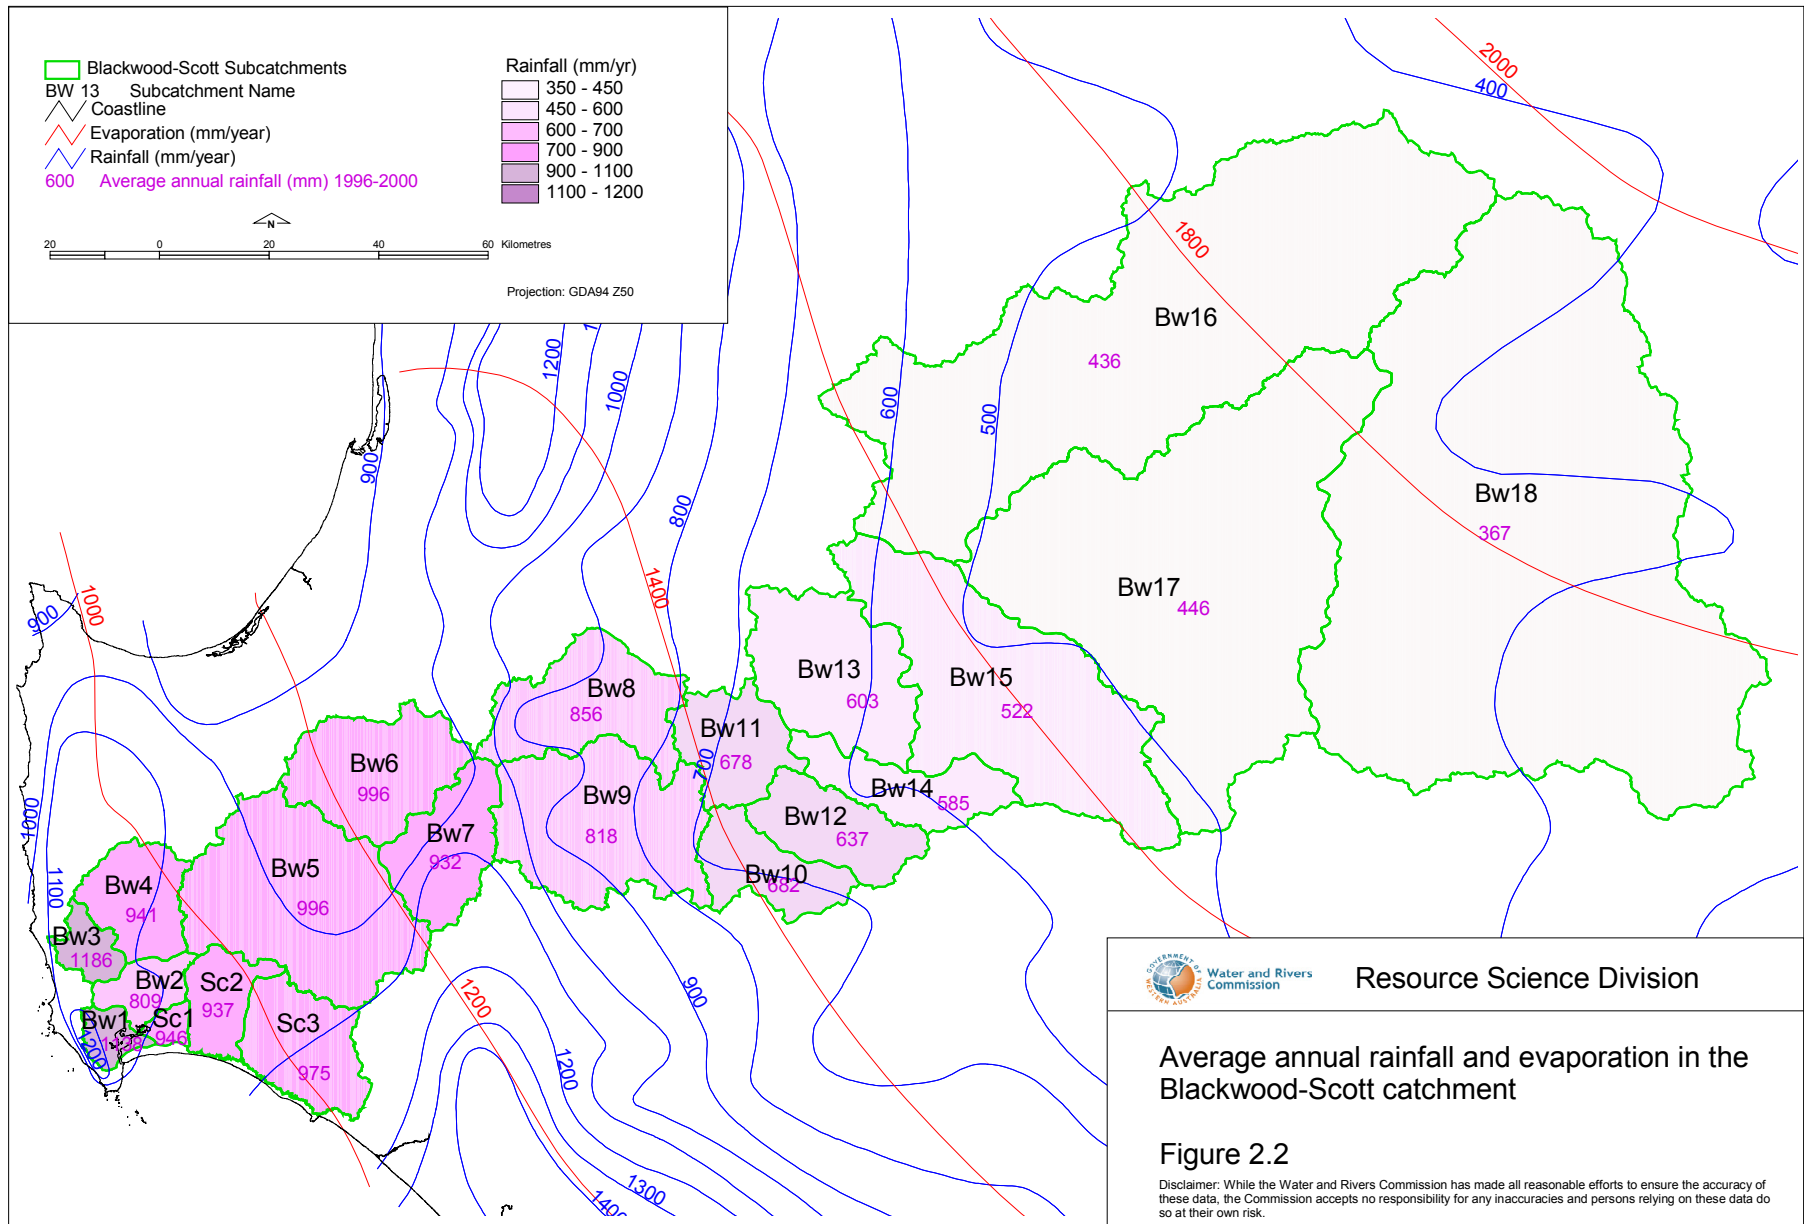 Blackwood-Scott Subcatchments
BW 13 Subcatchment Name
Coastline
Evaporation (mm/year)
Rainfall (mm/year)
600 Average annual rainfall (mm) 1996-2000
Rainfall (mm/yr)
350 - 450
450 - 600
600 - 700
700 - 900
900 - 1100
1100 - 1200
N
20 0 20 40 60 Kilometres
Projection: GDA94 Z50
2000
400
1800
Bw16
436
1200
1000
600
500
900
800
Bw18
367
1400
Bw17
446
1000
900
Bw13
603
Bw15
522
Bw8
856
Bw11
678
700
Bw6
996
Bw9
818
Bw14
585
Bw12
637
Bw7
932
1000
Bw5
996
Bw10
682
1100
Bw4
941
Bw3
1186
Bw2
809
Sc2
937
1200
900
Bw1
Sc1
946
Sc3
975
1200
1200
1300
1400
GOVERNMENT OF WESTERN AUSTRALIA
Water and Rivers
Commission
Resource Science Division
Average annual rainfall and evaporation in the
Blackwood-Scott catchment
Figure 2.2
Disclaimer: While the Water and Rivers Commission has made all reasonable efforts to ensure the accuracy of
these data, the Commission accepts no responsibility for any inaccuracies and persons relying on these data do
so at their own risk.